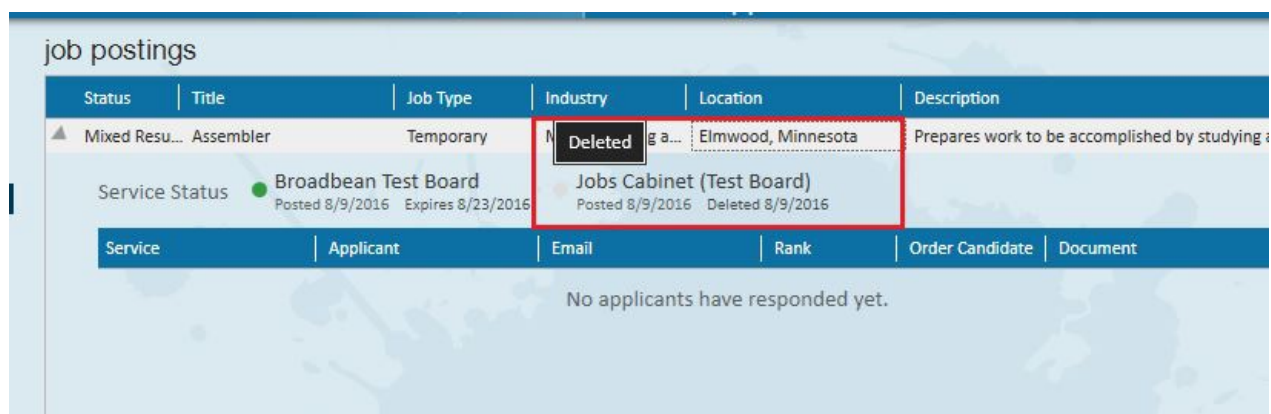 job postings
Status Title Job Type Industry Location Description
Mixed Resu... Assembler Temporary g a... Elmwood, Minnesota Prepares work to be accomplished by studying a
Deleted
Service Status Broadbean Test Board Jobs Cabinet (Test Board)
Posted 8/9/2016 Expires 8/23/2016 Posted 8/9/2016 Deleted 8/9/2016
Service Applicant Email Rank Order Candidate Document
No applicants have responded yet.